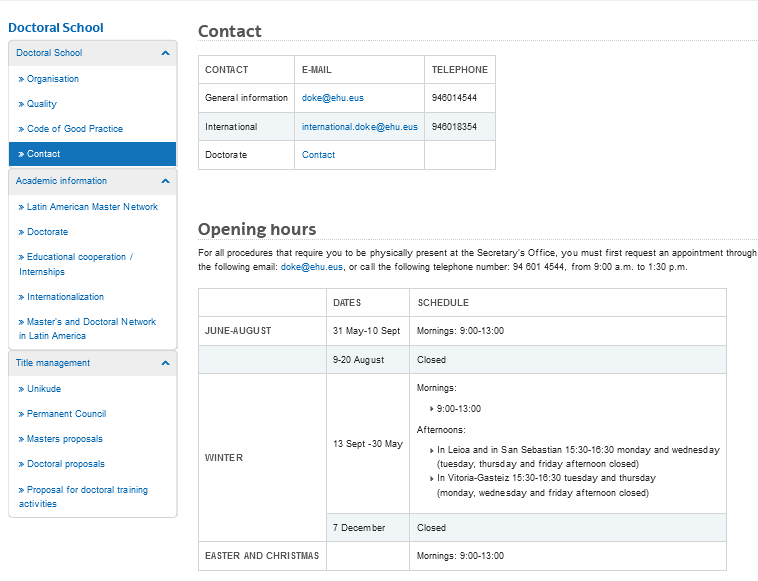 Doctoral School
Doctoral School
» Organisation
» Quality
» Code of Good Practice
» Contact
Academic information
» Latin American Master Network
» Doctorate
» Educational cooperation /
Internships
» Internationalization
» Master's and Doctoral Network
in Latin America
Title management
» Unikude
» Permanent Council
» Masters proposals
» Doctoral proposals
» Proposal for doctoral training
activities
Contact
CONTACT E-MAIL TELEPHONE
General information doke@ehu.eus 946014544
International international.doke@ehu.eus 946018354
Doctorate Contact
Opening hours
For all procedures that require you to be physically present at the Secretary's Office, you must first request an appointment through
the following email: doke@ehu.eus, or call the following telephone number: 94 601 4544, from 9:00 a.m. to 1:30 p.m.
DATES SCHEDULE
JUNE-AUGUST 31 May-10 Sept Mornings: 9:00-13:00
9-20 August Closed
WINTER 13 Sept -30 May Mornings:
9:00-13:00
Afternoons:
In Leioa and in San Sebastian 15:30-16:30 monday and wednesday
(tuesday, thursday and friday afternoon closed)
In Vitoria-Gasteiz 15:30-16:30 tuesday and thursday
(monday, wednesday and friday afternoon closed)
7 December Closed
EASTER AND CHRISTMAS Mornings: 9:00-13:00